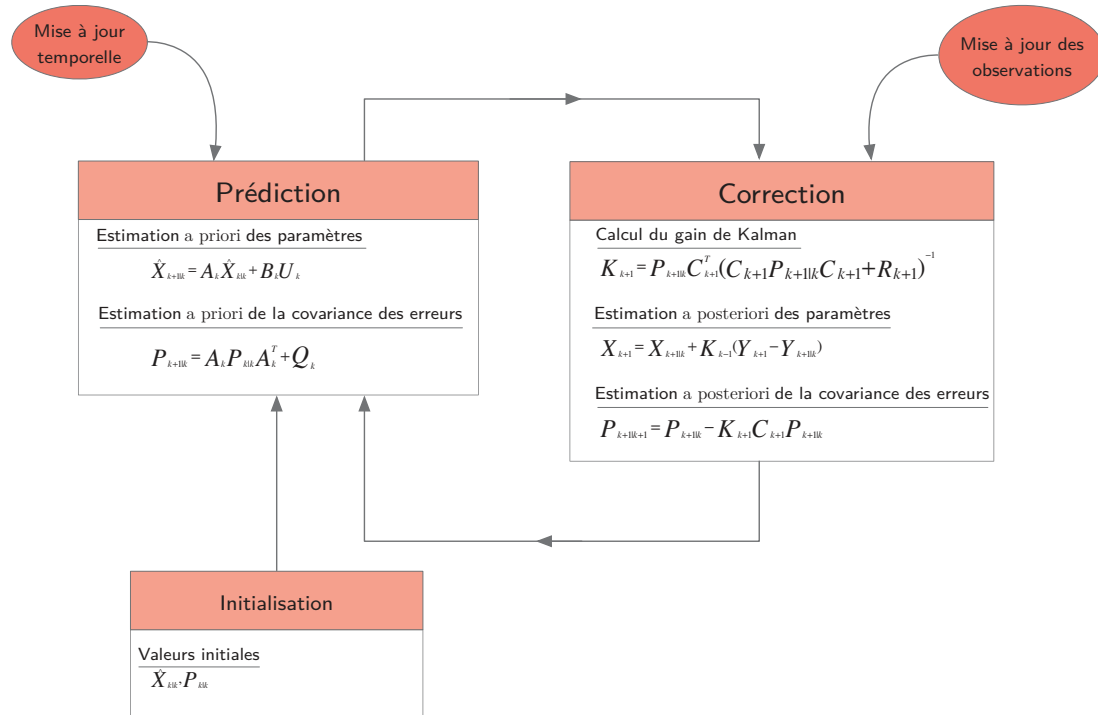 Mise à jour
temporelle
Mise à jour des
observations
Prédiction
Estimation a priori des paramètres
X̂ₖ₊₁|ₖ = AₖX̂ₖ|ₖ + BₖUₖ
Estimation a priori de la covariance des erreurs
Pₖ₊₁|ₖ = AₖPₖ|ₖAₖᵀ + Qₖ
Correction
Calcul du gain de Kalman
Kₖ₊₁ = Pₖ₊₁|ₖCₖ₊₁ᵀ(Cₖ₊₁Pₖ₊₁|ₖCₖ₊₁+Rₖ₊₁)⁻¹
Estimation a posteriori des paramètres
Xₖ₊₁ = Xₖ₊₁|ₖ + Kₖ₋₁(Yₖ₊₁ − Yₖ₊₁|ₖ)
Estimation a posteriori de la covariance des erreurs
Pₖ₊₁|ₖ₊₁ = Pₖ₊₁|ₖ − Kₖ₊₁Cₖ₊₁Pₖ₊₁|ₖ
Initialisation
Valeurs initiales
X̂ₖ|ₖ, Pₖ|ₖ